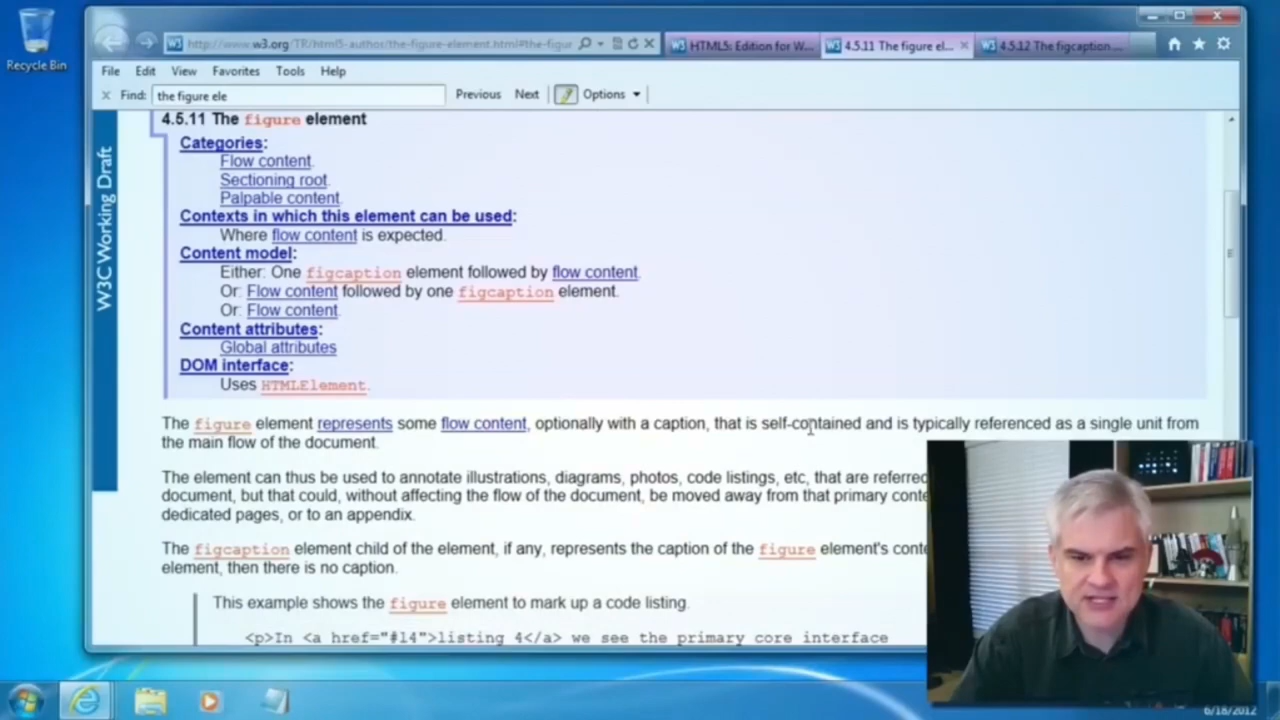 Recycle Bin
http://www.w3.org/TR/html5-author/the-figure-element.html#the-figur
HTML5: Edition for W...
4.5.11 The figure el...
4.5.12 The figcaption ...
File Edit View Favorites Tools Help
Find: the figure ele Previous Next Options
W3C Working Draft
4.5.11 The figure element
Categories:
Flow content.
Sectioning root.
Palpable content.
Contexts in which this element can be used:
Where flow content is expected.
Content model:
Either: One figcaption element followed by flow content.
Or: Flow content followed by one figcaption element.
Or: Flow content.
Content attributes:
Global attributes
DOM interface:
Uses HTMLElement.
The figure element represents some flow content, optionally with a caption, that is self-contained and is typically referenced as a single unit from
the main flow of the document.
The element can thus be used to annotate illustrations, diagrams, photos, code listings, etc, that are referred
document, but that could, without affecting the flow of the document, be moved away from that primary conte
dedicated pages, or to an appendix.
The figcaption element child of the element, if any, represents the caption of the figure element's conte
element, then there is no caption.
This example shows the figure element to mark up a code listing.
<p>In <a href="#l4">listing 4</a> we see the primary core interface
6/18/2012